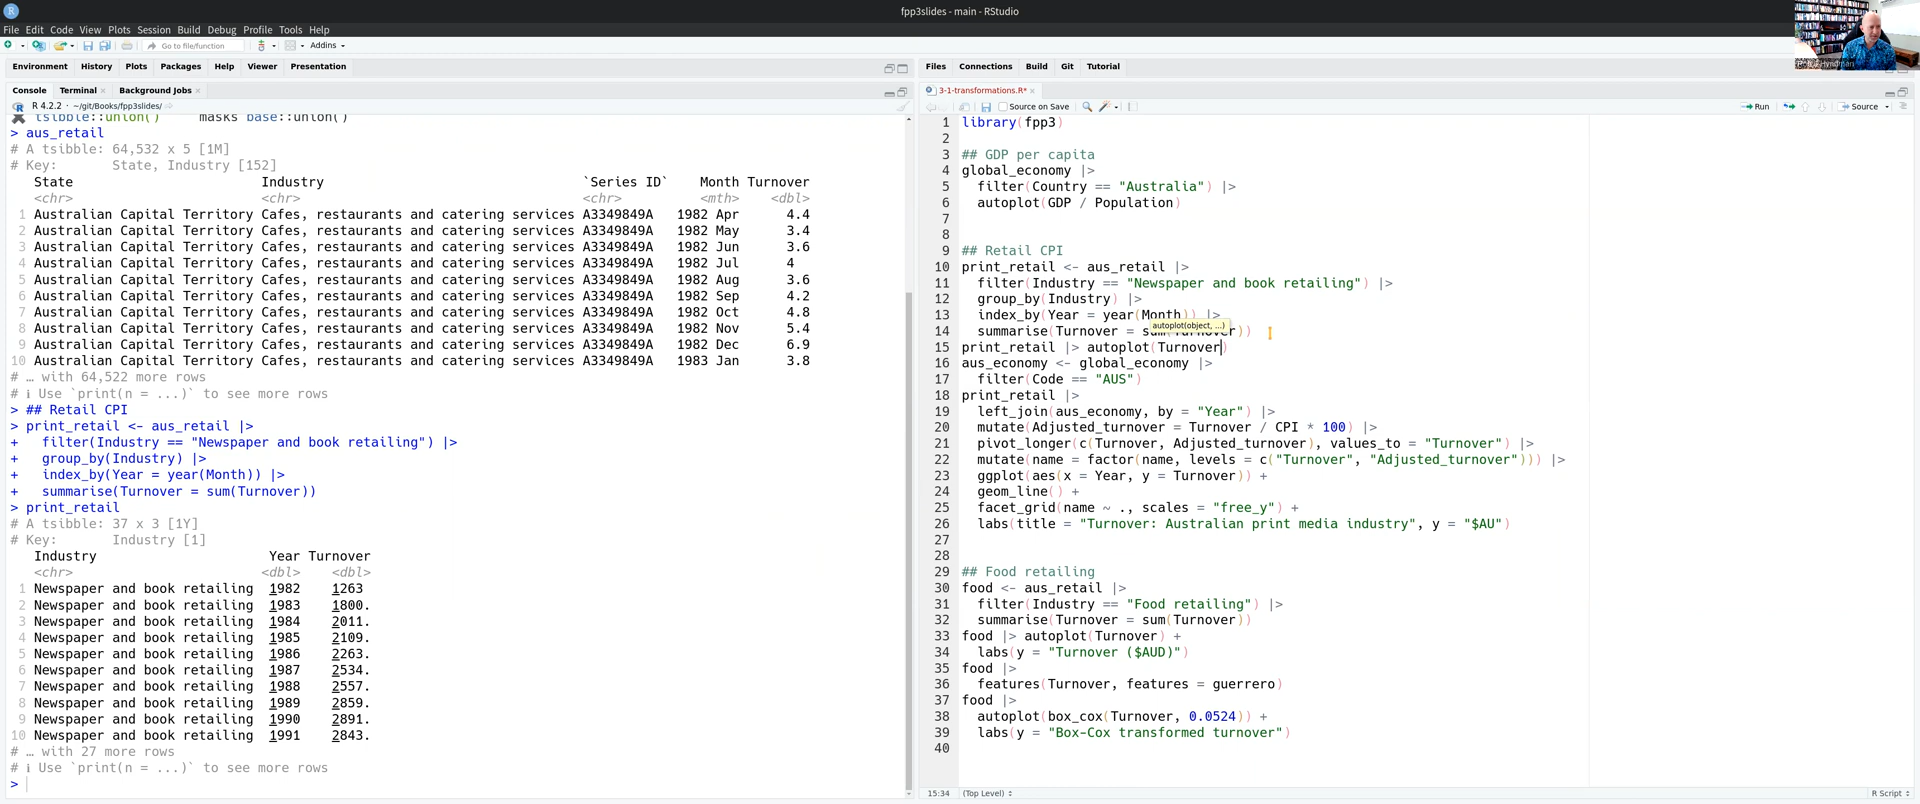 fpp3slides - main - RStudio
File Edit Code View Plots Session Build Debug Profile Tools Help
Go to file/function Addins
Environment History Plots Packages Help Viewer Presentation
Console Terminal Background Jobs
R 4.2.2 · ~/git/Books/fpp3slides/
tsibble::union() masks base::union()
> aus_retail
# A tsibble: 64,532 x 5 [1M]
# Key: State, Industry [152]
State Industry `Series ID` Month Turnover
<chr> <chr> <chr> <mth> <dbl>
1 Australian Capital Territory Cafes, restaurants and catering services A3349849A 1982 Apr 4.4
2 Australian Capital Territory Cafes, restaurants and catering services A3349849A 1982 May 3.4
3 Australian Capital Territory Cafes, restaurants and catering services A3349849A 1982 Jun 3.6
4 Australian Capital Territory Cafes, restaurants and catering services A3349849A 1982 Jul 4
5 Australian Capital Territory Cafes, restaurants and catering services A3349849A 1982 Aug 3.6
6 Australian Capital Territory Cafes, restaurants and catering services A3349849A 1982 Sep 4.2
7 Australian Capital Territory Cafes, restaurants and catering services A3349849A 1982 Oct 4.8
8 Australian Capital Territory Cafes, restaurants and catering services A3349849A 1982 Nov 5.4
9 Australian Capital Territory Cafes, restaurants and catering services A3349849A 1982 Dec 6.9
10 Australian Capital Territory Cafes, restaurants and catering services A3349849A 1983 Jan 3.8
# … with 64,522 more rows
# ℹ Use `print(n = ...)` to see more rows
> ## Retail CPI
> print_retail <- aus_retail |>
+ filter(Industry == "Newspaper and book retailing") |>
+ group_by(Industry) |>
+ index_by(Year = year(Month)) |>
+ summarise(Turnover = sum(Turnover))
> print_retail
# A tsibble: 37 x 3 [1Y]
# Key: Industry [1]
Industry Year Turnover
<chr> <dbl> <dbl>
1 Newspaper and book retailing 1982 1263
2 Newspaper and book retailing 1983 1800.
3 Newspaper and book retailing 1984 2011.
4 Newspaper and book retailing 1985 2109.
5 Newspaper and book retailing 1986 2263.
6 Newspaper and book retailing 1987 2534.
7 Newspaper and book retailing 1988 2557.
8 Newspaper and book retailing 1989 2859.
9 Newspaper and book retailing 1990 2891.
10 Newspaper and book retailing 1991 2843.
# … with 27 more rows
# ℹ Use `print(n = ...)` to see more rows
>
Files Connections Build Git Tutorial
3-1-transformations.R*
Source on Save Run Source
1 library(fpp3)
2
3 ## GDP per capita
4 global_economy |>
5 filter(Country == "Australia") |>
6 autoplot(GDP / Population)
7
8
9 ## Retail CPI
10 print_retail <- aus_retail |>
11 filter(Industry == "Newspaper and book retailing") |>
12 group_by(Industry) |>
13 index_by(Year = year(Month)) |>
autoplot(object, ...)
14 summarise(Turnover = sum(Turnover))
15 print_retail |> autoplot(Turnover)
16 aus_economy <- global_economy |>
17 filter(Code == "AUS")
18 print_retail |>
19 left_join(aus_economy, by = "Year") |>
20 mutate(Adjusted_turnover = Turnover / CPI * 100) |>
21 pivot_longer(c(Turnover, Adjusted_turnover), values_to = "Turnover") |>
22 mutate(name = factor(name, levels = c("Turnover", "Adjusted_turnover"))) |>
23 ggplot(aes(x = Year, y = Turnover)) +
24 geom_line() +
25 facet_grid(name ~ ., scales = "free_y") +
26 labs(title = "Turnover: Australian print media industry", y = "$AU")
27
28
29 ## Food retailing
30 food <- aus_retail |>
31 filter(Industry == "Food retailing") |>
32 summarise(Turnover = sum(Turnover))
33 food |> autoplot(Turnover) +
34 labs(y = "Turnover ($AUD)")
35 food |>
36 features(Turnover, features = guerrero)
37 food |>
38 autoplot(box_cox(Turnover, 0.0524)) +
39 labs(y = "Box-Cox transformed turnover")
40
15:34 (Top Level) R Script